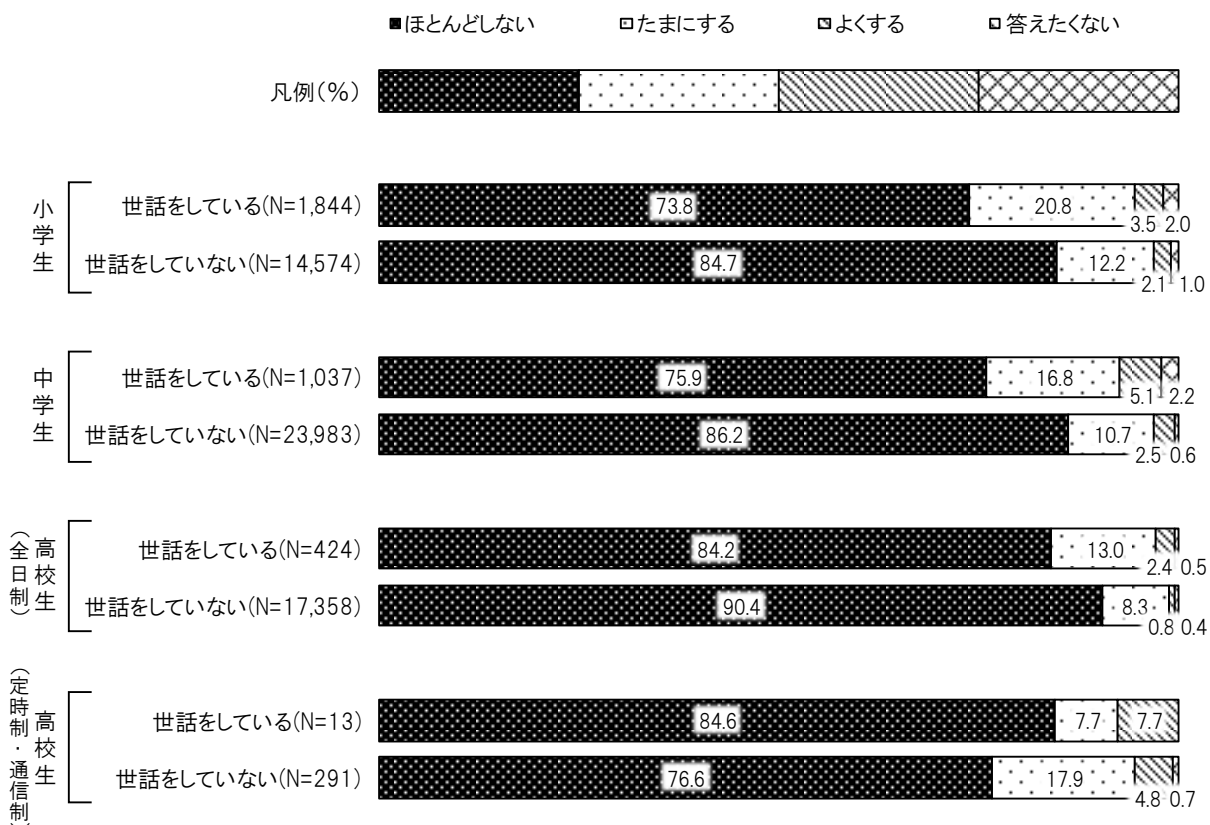 ■ほとんどしない □たまにする よくする 答えたくない
凡例(%)
小学生
世話をしている(N=1,844) 73.8 20.8 3.5 2.0
世話をしていない(N=14,574) 84.7 12.2 2.1 1.0
中学生
世話をしている(N=1,037) 75.9 16.8 5.1 2.2
世話をしていない(N=23,983) 86.2 10.7 2.5 0.6
高校生(全日制)
世話をしている(N=424) 84.2 13.0 2.4 0.5
世話をしていない(N=17,358) 90.4 8.3 0.8 0.4
高校生(定時制・通信制)
世話をしている(N=13) 84.6 7.7 7.7
世話をしていない(N=291) 76.6 17.9 4.8 0.7